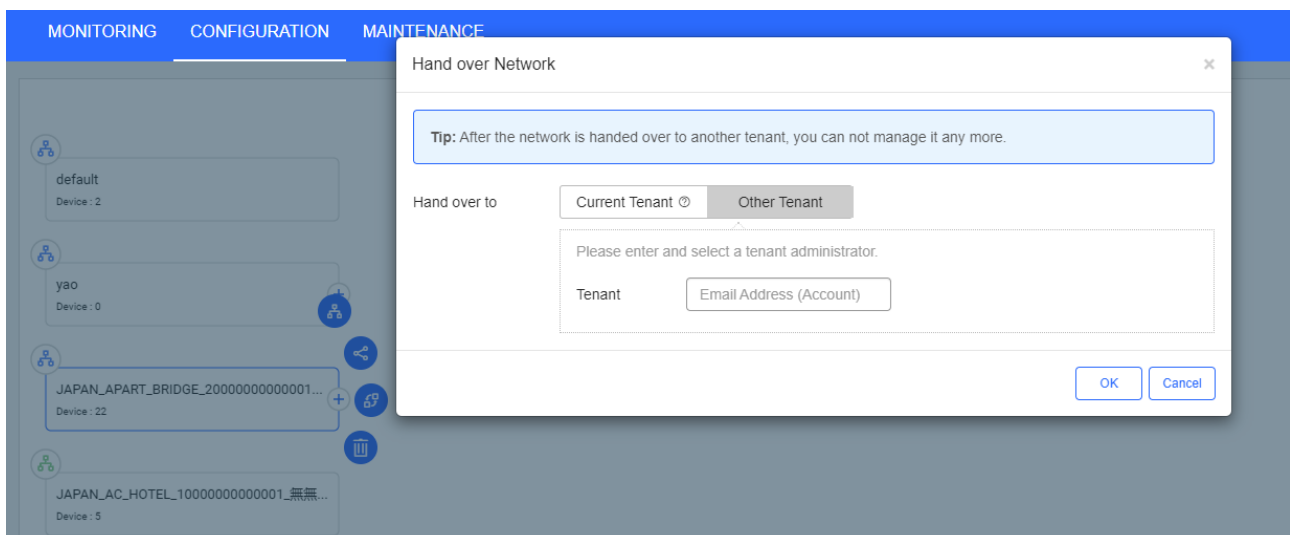 MONITORING CONFIGURATION MAINTENANCE
Hand over Network
Tip: After the network is handed over to another tenant, you can not manage it any more.
Hand over to Current Tenant Other Tenant
Please enter and select a tenant administrator.
Tenant Email Address (Account)
OK Cancel
default
Device : 2
yao
Device : 0
JAPAN_APART_BRIDGE_20000000000001...
Device : 22
JAPAN_AC_HOTEL_10000000000001_無無...
Device : 5